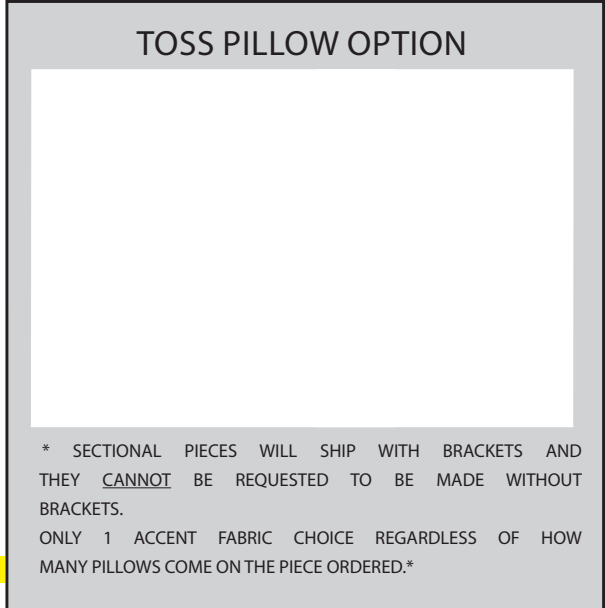 TOSS PILLOW OPTION
* SECTIONAL PIECES WILL SHIP WITH BRACKETS AND
THEY CANNOT BE REQUESTED TO BE MADE WITHOUT
BRACKETS.
ONLY 1 ACCENT FABRIC CHOICE REGARDLESS OF HOW
MANY PILLOWS COME ON THE PIECE ORDERED.*